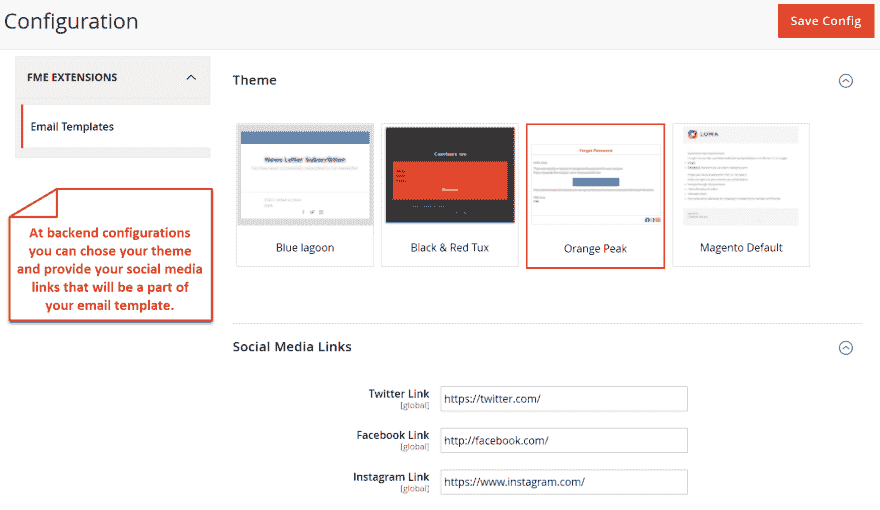 Configuration
Save Config
FME EXTENSIONS
Email Templates
At backend configurations
you can chose your theme
and provide your social media
links that will be a part of
your email template.
Theme
News Letter Subscription
Forgot Password
LUMA
Blue lagoon
Black & Red Tux
Orange Peak
Magento Default
Social Media Links
Twitter Link
[global]
https://twitter.com/
Facebook Link
[global]
http://facebook.com/
Instagram Link
[global]
https://www.instagram.com/